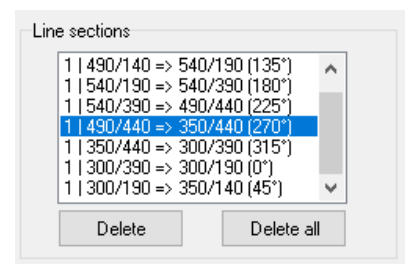 Line sections
1 | 490/140 => 540/190 (135°)
1 | 540/190 => 540/390 (180°)
1 | 540/390 => 490/440 (225°)
1 | 490/440 => 350/440 (270°)
1 | 350/440 => 300/390 (315°)
1 | 300/390 => 300/190 (0°)
1 | 300/190 => 350/140 (45°)
Delete
Delete all